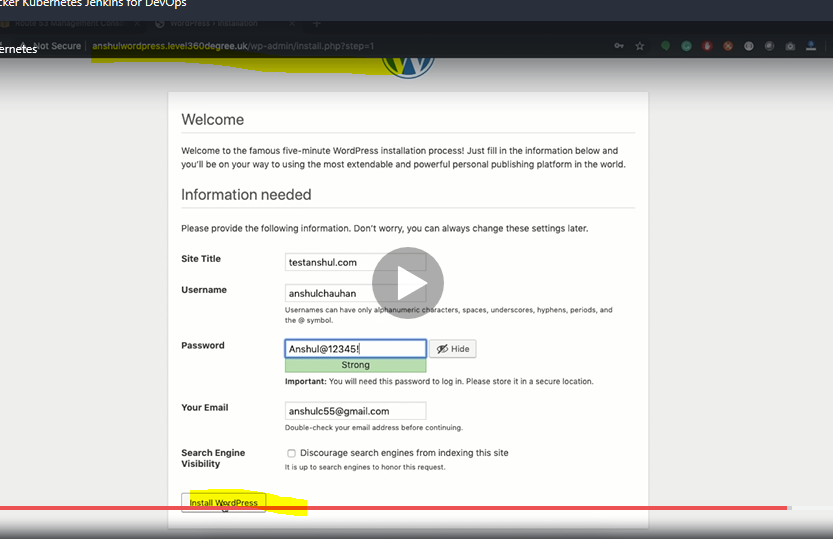 cker Kubernetes Jenkins for DevOps
WordPress › Installation
ernetes
Not Secure | anshulwordpress.level360degree.uk/wp-admin/install.php?step=1
Welcome
Welcome to the famous five-minute WordPress installation process! Just fill in the information below and
you'll be on your way to using the most extendable and powerful personal publishing platform in the world.
Information needed
Please provide the following information. Don't worry, you can always change these settings later.
Site Title
testanshul.com
Username
anshulchauhan
Usernames can have only alphanumeric characters, spaces, underscores, hyphens, periods, and
the @ symbol.
Password
Anshul@12345!
Hide
Strong
Important: You will need this password to log in. Please store it in a secure location.
Your Email
anshulc55@gmail.com
Double-check your email address before continuing.
Search Engine
Visibility
Discourage search engines from indexing this site
It is up to search engines to honor this request.
Install WordPress